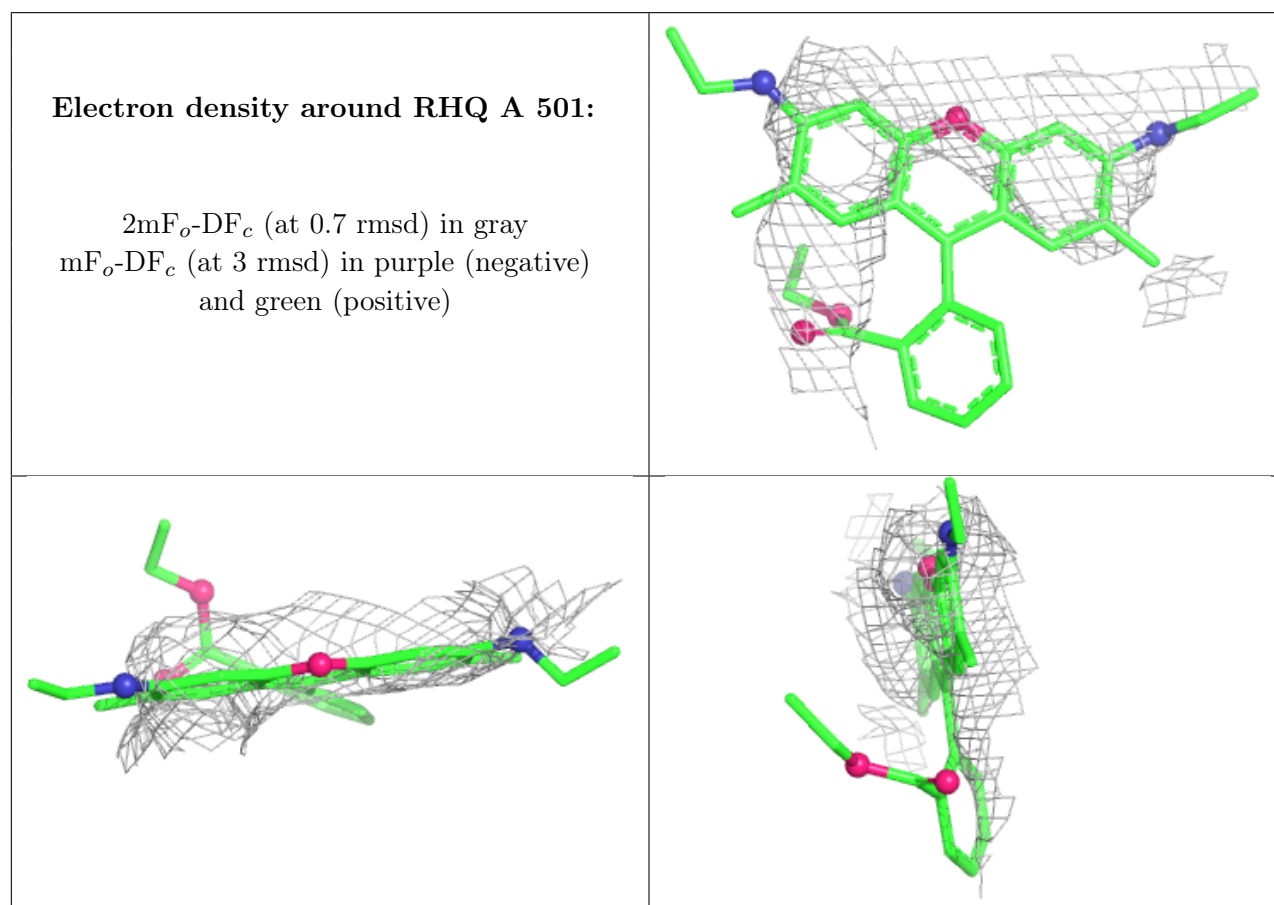 Electron density around RHQ A 501:
2mFo-DFc (at 0.7 rmsd) in gray
mFo-DFc (at 3 rmsd) in purple (negative)
and green (positive)